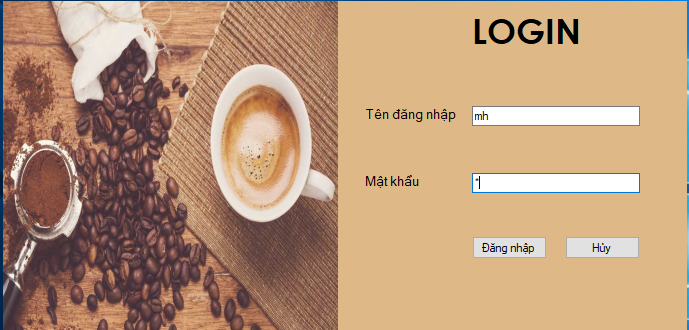 LOGIN
Tên đăng nhập
mh
Mật khẩu
*
Đăng nhập
Hủy